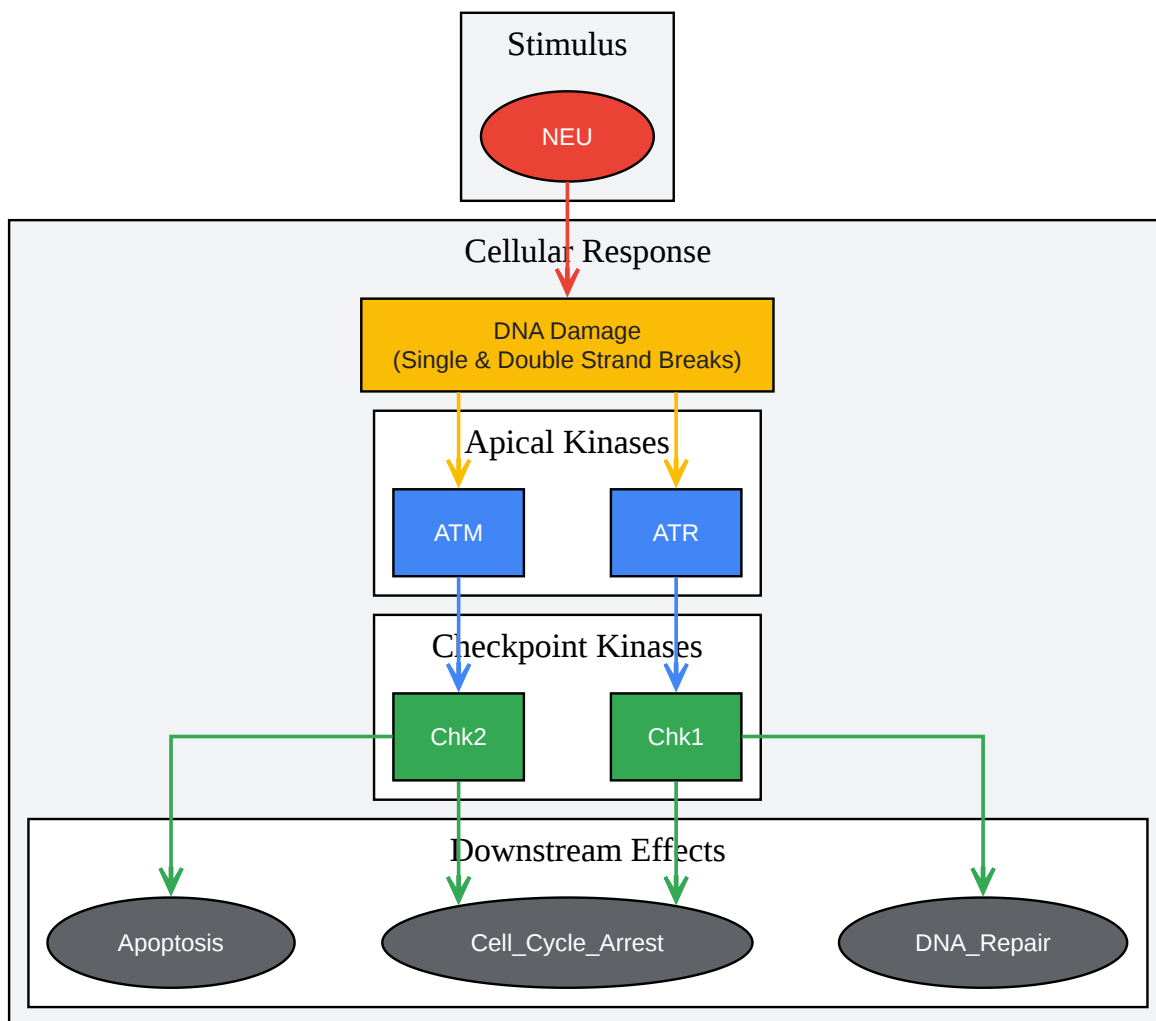 Stimulus
NEU
Cellular Response
DNA Damage
(Single & Double Strand Breaks)
Apical Kinases
ATM
ATR
Checkpoint Kinases
Chk2
Chk1
Downstream Effects
Apoptosis
Cell_Cycle_Arrest
DNA_Repair